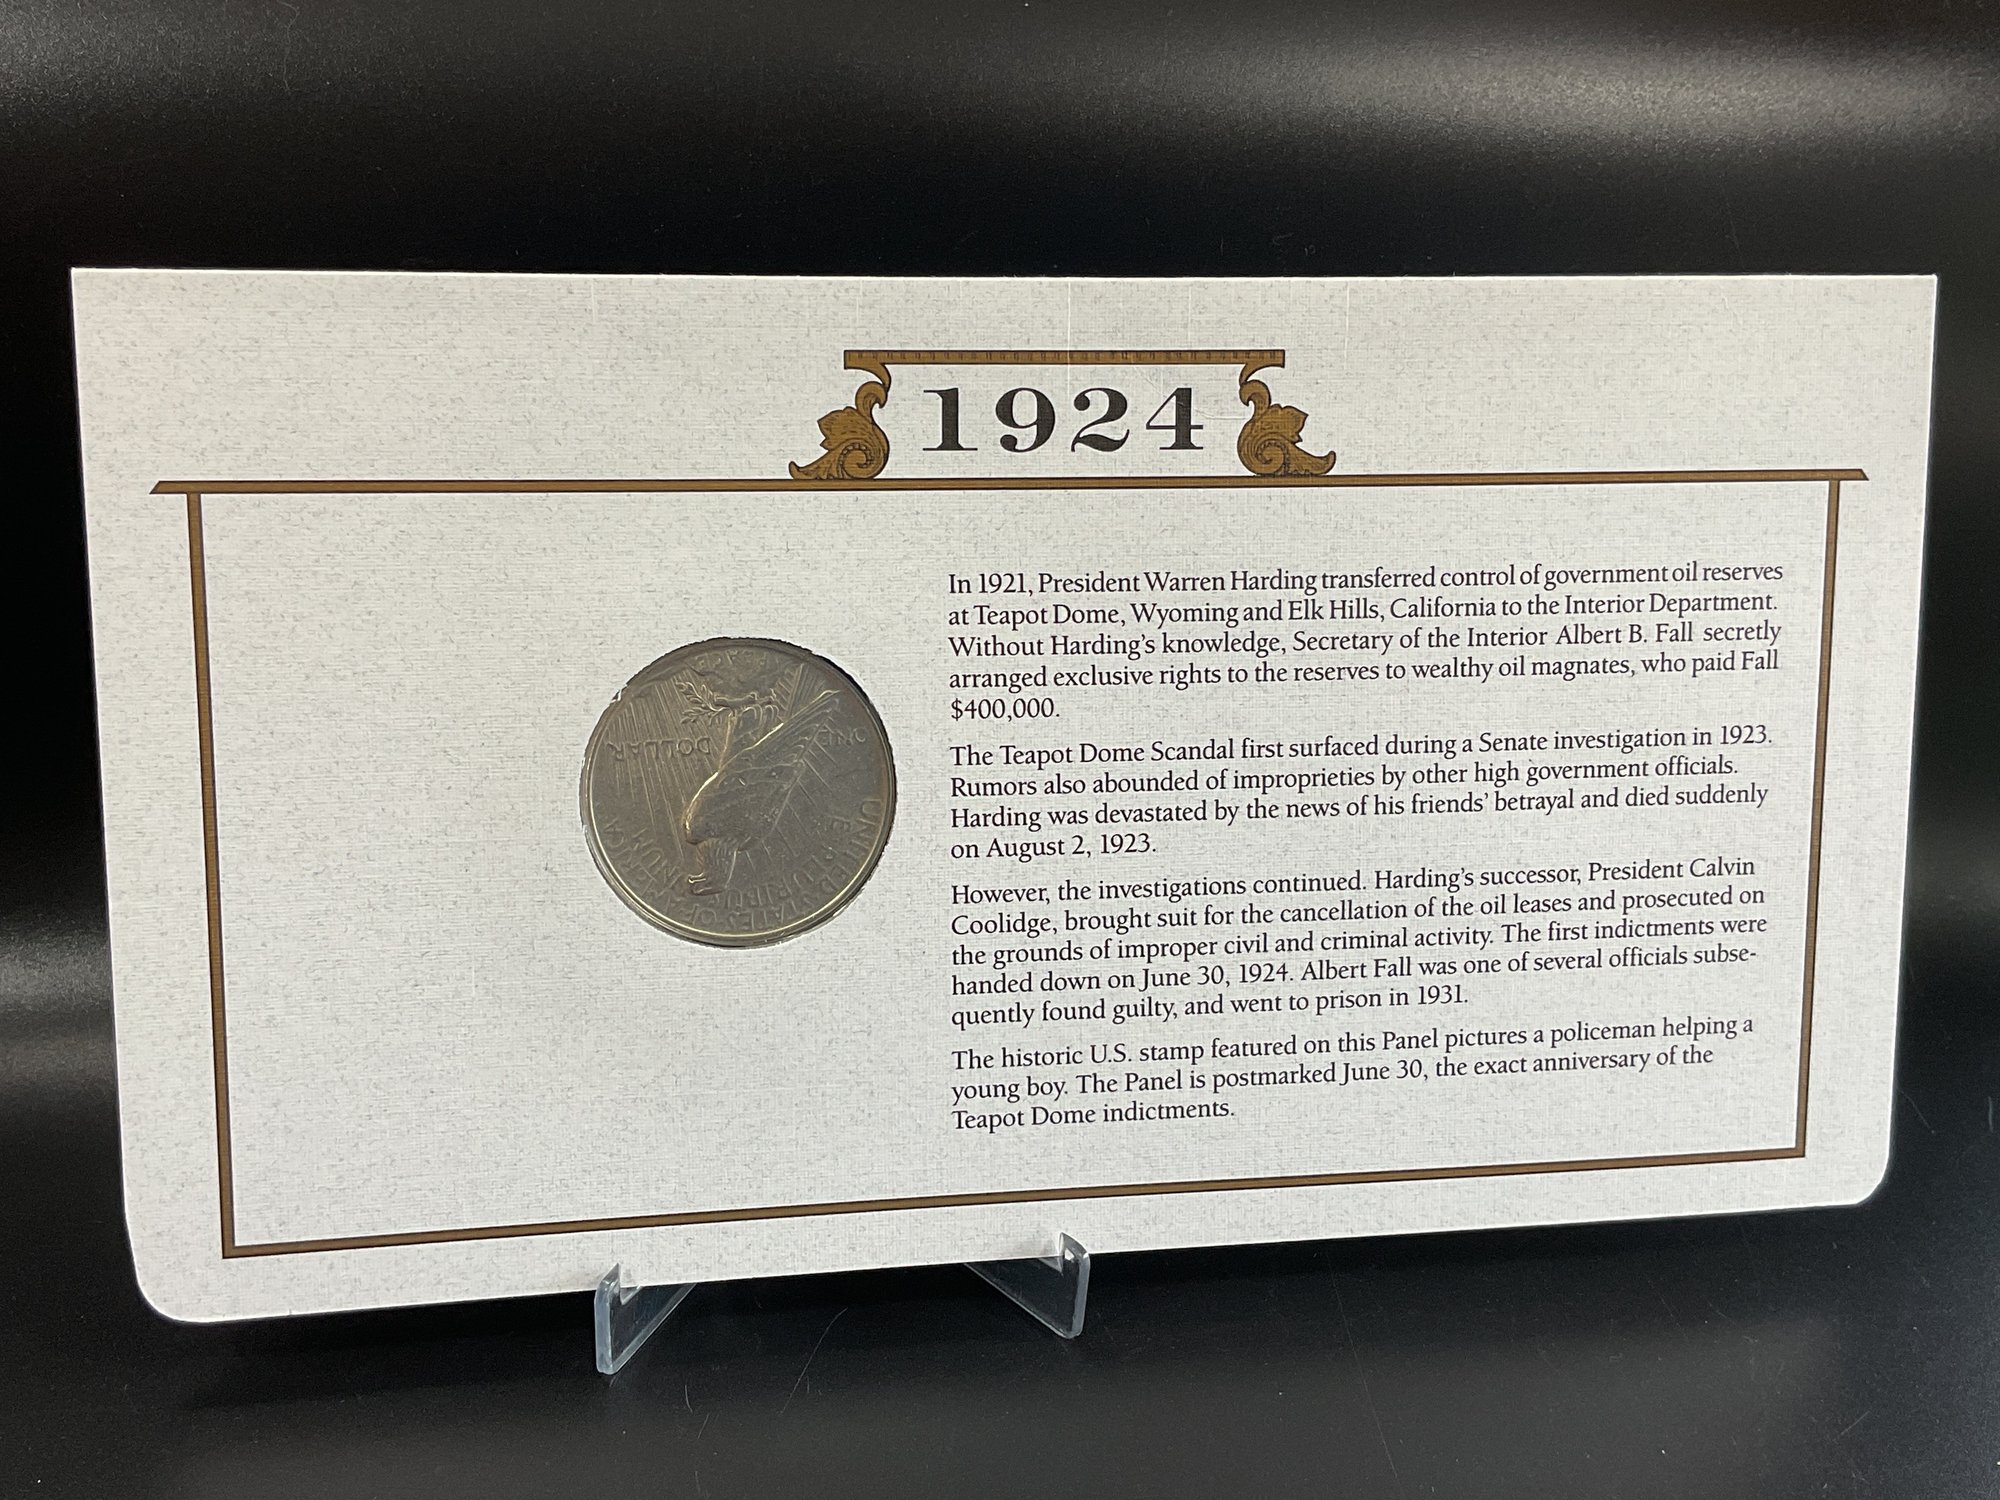 1924
In 1921, President Warren Harding transferred control of government oil reserves
at Teapot Dome, Wyoming and Elk Hills, California to the Interior Department.
Without Harding's knowledge, Secretary of the Interior Albert B. Fall secretly
arranged exclusive rights to the reserves to wealthy oil magnates, who paid Fall
$400,000.
The Teapot Dome Scandal first surfaced during a Senate investigation in 1923.
Rumors also abounded of improprieties by other high government officials.
Harding was devastated by the news of his friends' betrayal and died suddenly
on August 2, 1923.
However, the investigations continued. Harding's successor, President Calvin
Coolidge, brought suit for the cancellation of the oil leases and prosecuted on
the grounds of improper civil and criminal activity. The first indictments were
handed down on June 30, 1924. Albert Fall was one of several officials subse-
quently found guilty, and went to prison in 1931.
The historic U.S. stamp featured on this Panel pictures a policeman helping a
young boy. The Panel is postmarked June 30, the exact anniversary of the
Teapot Dome indictments.
UNITED STATES OF AMERICA
E PLURIBUS UNUM
ONE DOLLAR